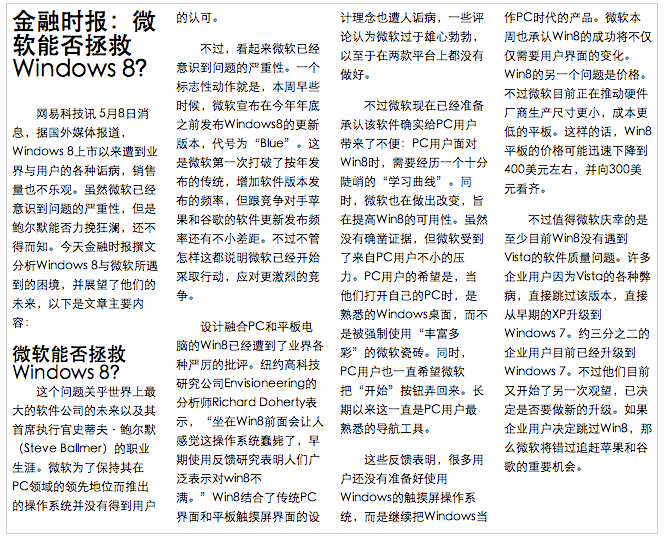 金融时报：微
软能否拯救
Windows 8?
网易科技讯 5月8日消
息，据国外媒体报道，
Windows 8上市以来遭到业
界与用户的各种诟病，销售
量也不乐观。虽然微软已经
意识到问题的严重性，但是
鲍尔默能否力挽狂澜，还不
得而知。今天金融时报撰文
分析Windows 8与微软所遇
到的困境，并展望了他们的
未来，以下是文章主要内
容：
微软能否拯救
Windows 8?
这个问题关乎世界上最
大的软件公司的未来以及其
首席执行官史蒂夫·鲍尔默
（Steve Ballmer）的职业
生涯。微软为了保持其在
PC领域的领先地位而推出
的操作系统并没有得到用户
的认可。
不过，看起来微软已经
意识到问题的严重性。一个
标志性动作就是，本周早些
时候，微软宣布在今年年底
之前发布Windows8的更新
版本，代号为“Blue”。这
是微软第一次打破了按年发
布的传统，增加软件版本发
布的频率，但跟竞争对手苹
果和谷歌的软件更新发布频
率还有不小差距。不过不管
怎样这都说明微软已经开始
采取行动，应对更激烈的竞
争。
设计融合PC和平板电
脑的Win8已经遭到了业界各
种严厉的批评。纽约高科技
研究公司Envisioneering的
分析师Richard Doherty表
示，“坐在Win8前面会让人
感觉这操作系统蠢毙了，早
期使用反馈研究表明人们广
泛表示对win8不
满。”Win8结合了传统PC
界面和平板触摸屏界面的设
计理念也遭人诟病，一些评
论认为微软过于雄心勃勃，
以至于在两款平台上都没有
做好。
不过微软现在已经准备
承认该软件确实给PC用户
带来了不便：PC用户面对
Win8时，需要经历一个十分
陡峭的“学习曲线”。同
时，微软也在做出改变，旨
在提高Win8的可用性。虽然
没有确凿证据，但微软受到
了来自PC用户不小的压
力。PC用户的希望是，当
他们打开自己的PC时，是
熟悉的Windows桌面，而不
是被强制使用“丰富多
彩”的微软瓷砖。同时，
PC用户也一直希望微软
把“开始”按钮弄回来。长
期以来这一直是PC用户最
熟悉的导航工具。
这些反馈表明，很多用
户还没有准备好使用
Windows的触摸屏操作系
统，而是继续把Windows当
作PC时代的产品。微软本
周也承认Win8的成功将不仅
仅需要用户界面的变化。
Win8的另一个问题是价格。
不过微软目前正在推动硬件
厂商生产尺寸更小，成本更
低的平板。这样的话，Win8
平板的价格可能迅速下降到
400美元左右，并向300美
元看齐。
不过值得微软庆幸的是
至少目前Win8没有遇到
Vista的软件质量问题。许多
企业用户因为Vista的各种弊
病，直接跳过该版本，直接
从早期的XP升级到
Windows 7。约三分之二的
企业用户目前已经升级到
Windows 7。不过他们目前
又开始了另一次观望，已决
定是否要做新的升级。如果
企业用户决定跳过Win8，那
么微软将错过追赶苹果和谷
歌的重要机会。